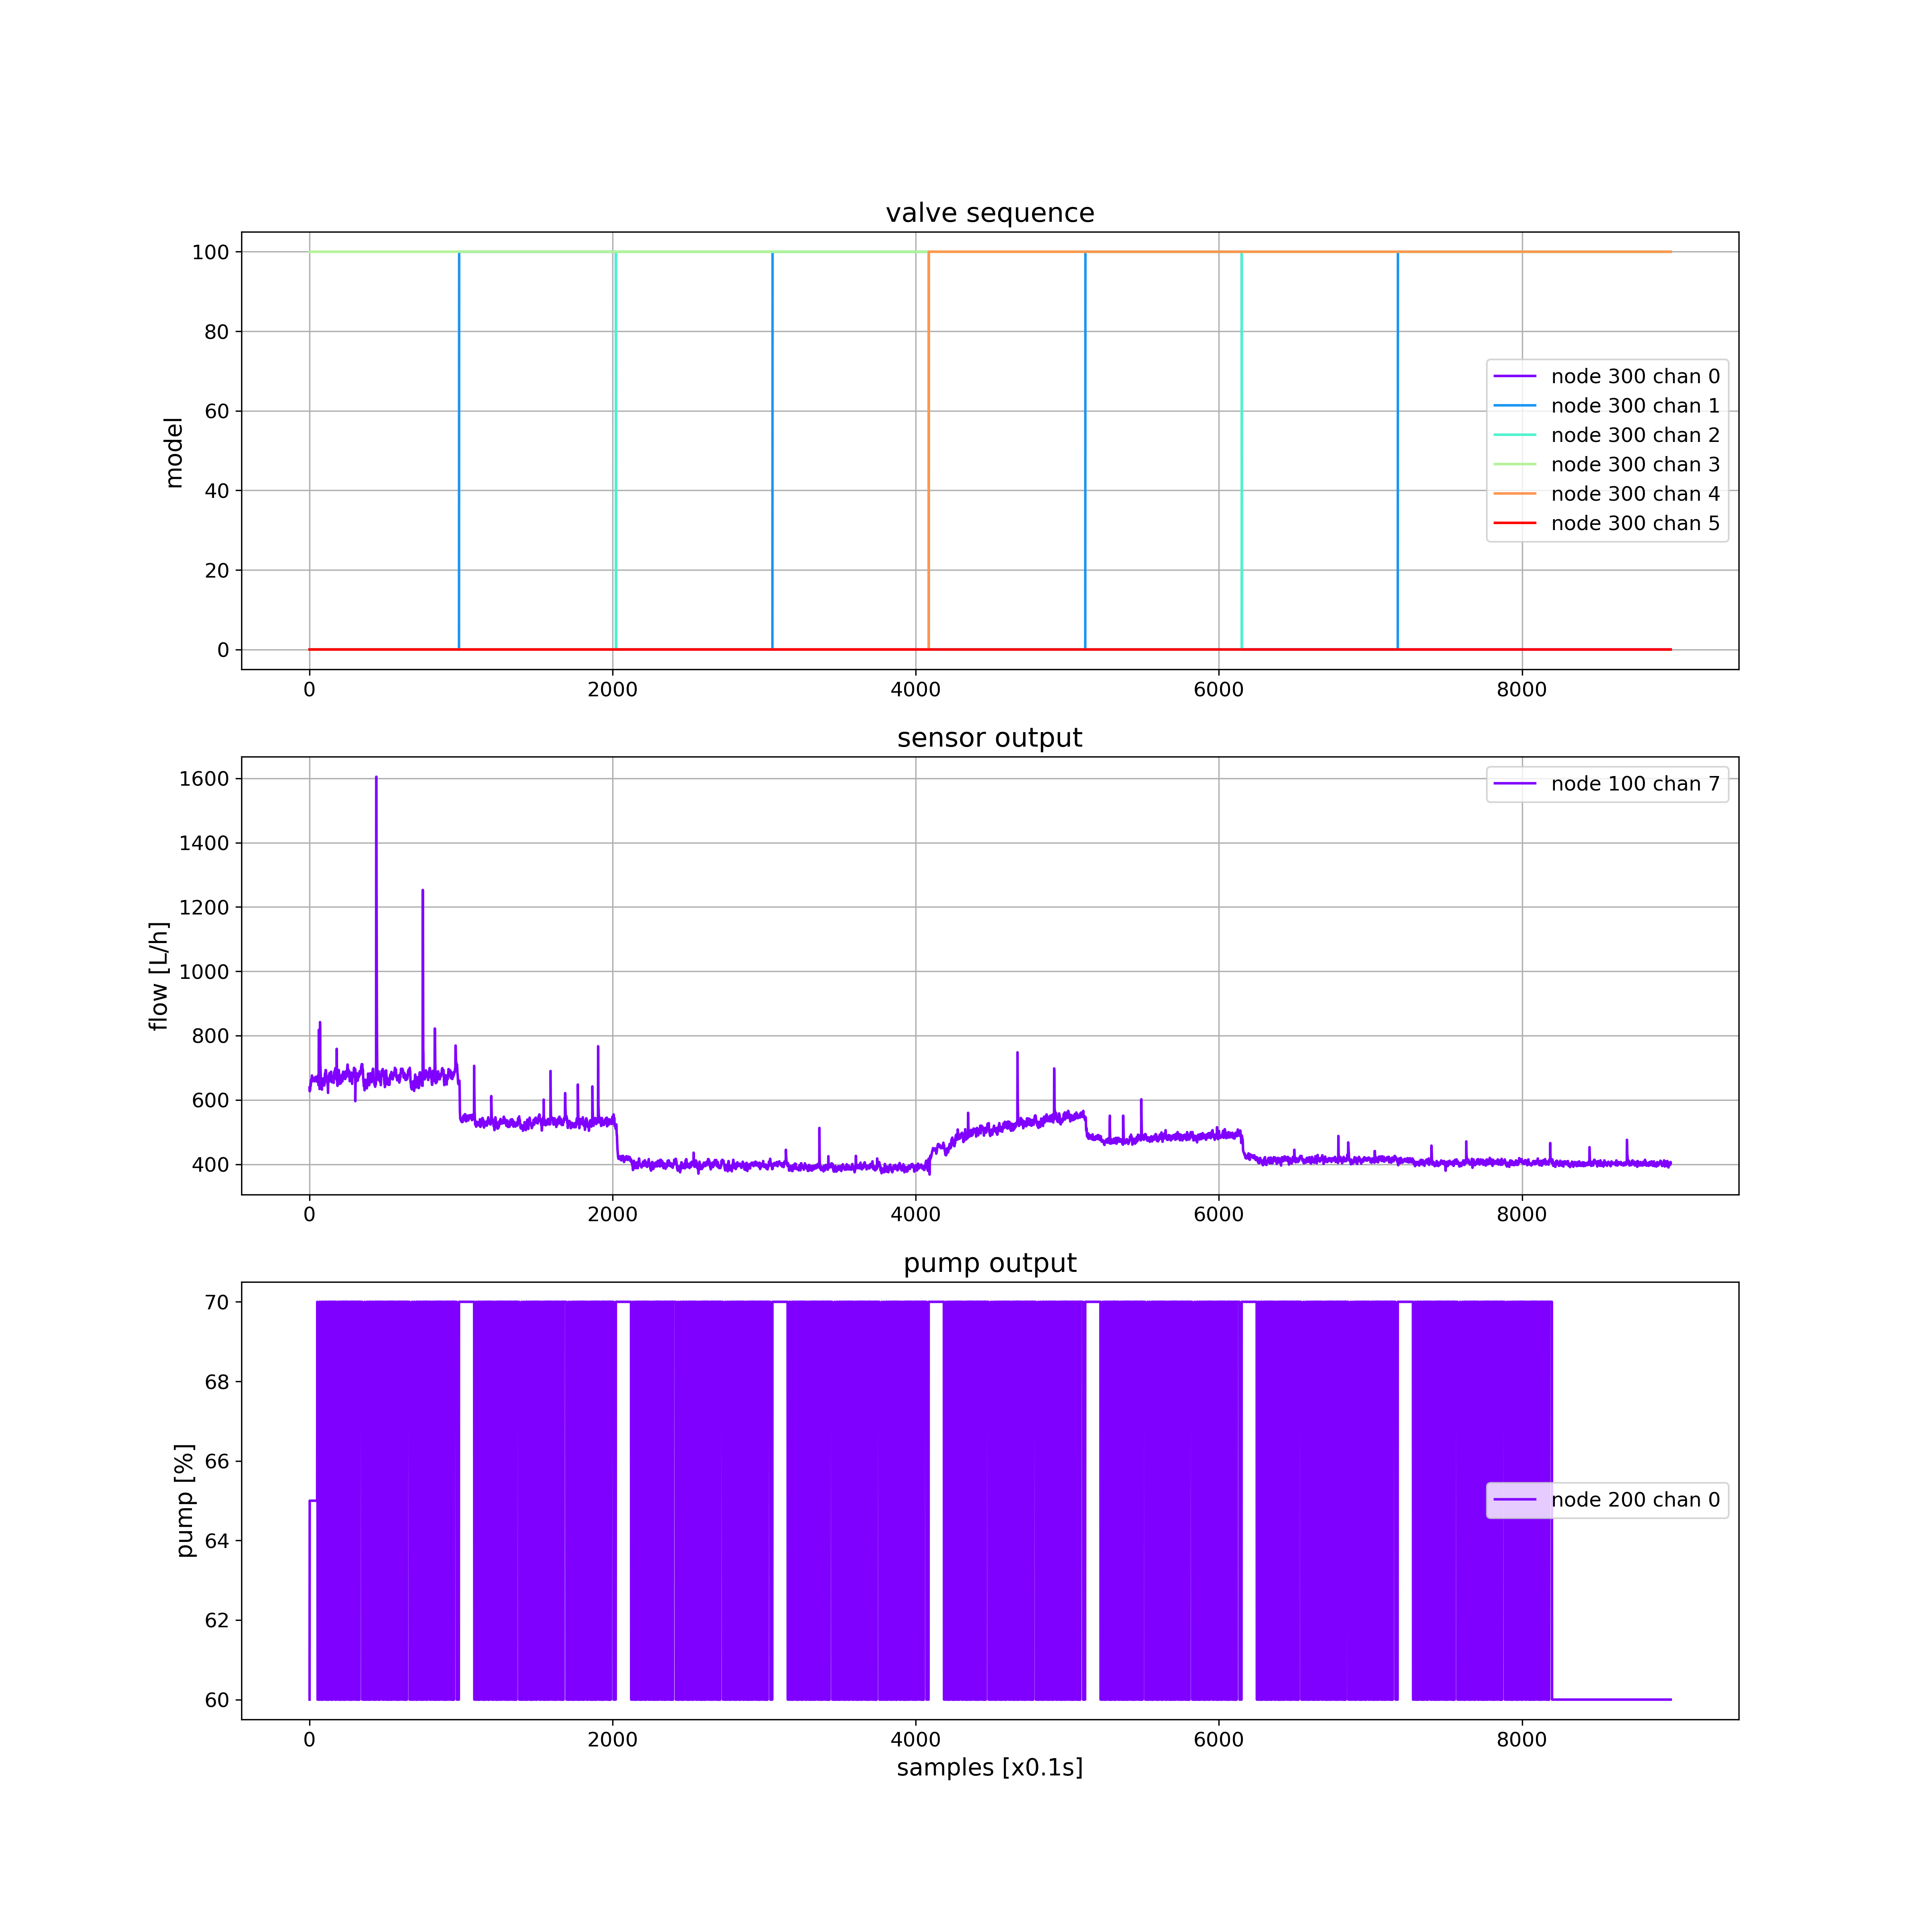 valve sequence
100
80
60
40
20
0
model
node 300 chan 0
node 300 chan 1
node 300 chan 2
node 300 chan 3
node 300 chan 4
node 300 chan 5
0 2000 4000 6000 8000
sensor output
1600
1400
1200
1000
800
600
400
flow [L/h]
node 100 chan 7
0 2000 4000 6000 8000
pump output
70
68
66
64
62
60
pump [%]
node 200 chan 0
0 2000 4000 6000 8000
samples [x0.1s]